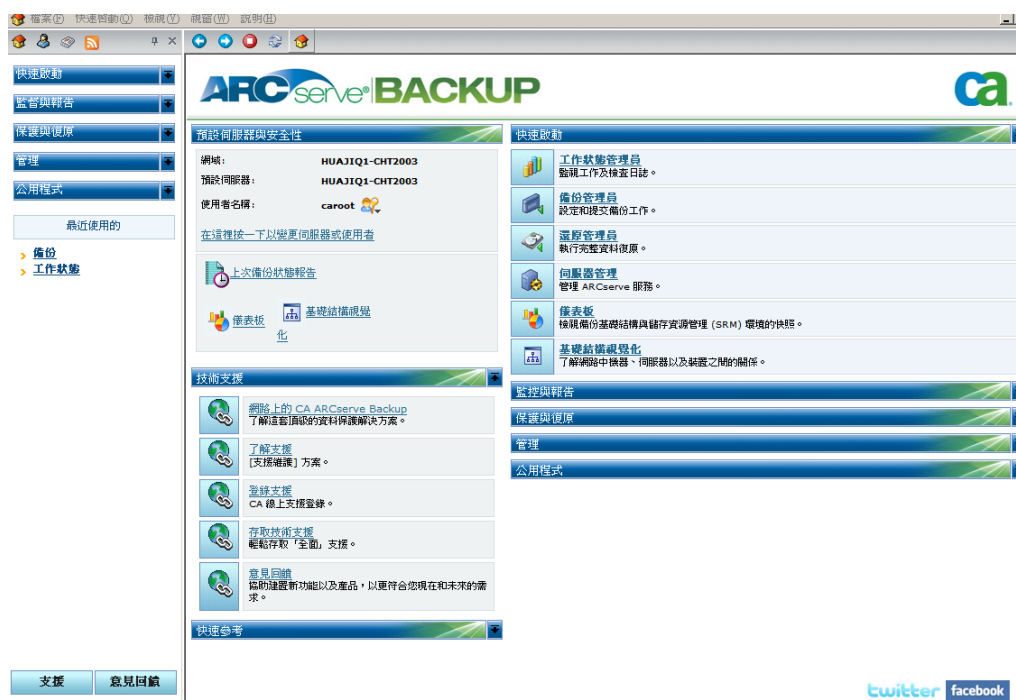 檔案(F) 快速啟動(Q) 檢視(Y) 視窗(W) 說明(H)
快速啟動
監督與報告
保護與復原
管理
公用程式
最近使用的
備份
工作狀態
支援
意見回饋
ARCserve® BACKUP
ca
預設伺服器與安全性
網域: HUAJIQ1-CHT2003
預設伺服器: HUAJIQ1-CHT2003
使用者名稱: caroot
在這裡按一下以變更伺服器或使用者
上次備份狀態報告
儀表板
基礎結構視覺
化
技術支援
網路上的 CA ARCserve Backup
了解這套頂級的資料保護解決方案。
了解支援
[支援維護] 方案。
登錄支援
CA 線上支援登錄。
存取技術支援
輕鬆存取「全面」支援。
意見回饋
協助建置新功能以及產品，以更符合您現在和未來的需
求。
快速參考
快速啟動
工作狀態管理員
監視工作及檢查日誌。
備份管理員
設定和提交備份工作。
還原管理員
執行完整資料復原。
伺服器管理
管理 ARCserve 服務。
儀表板
檢視備份基礎結構與儲存資源管理 (SRM) 環境的快照。
基礎結構視覺化
了解網路中機器、伺服器以及裝置之間的關係。
監控與報告
保護與復原
管理
公用程式
twitter facebook